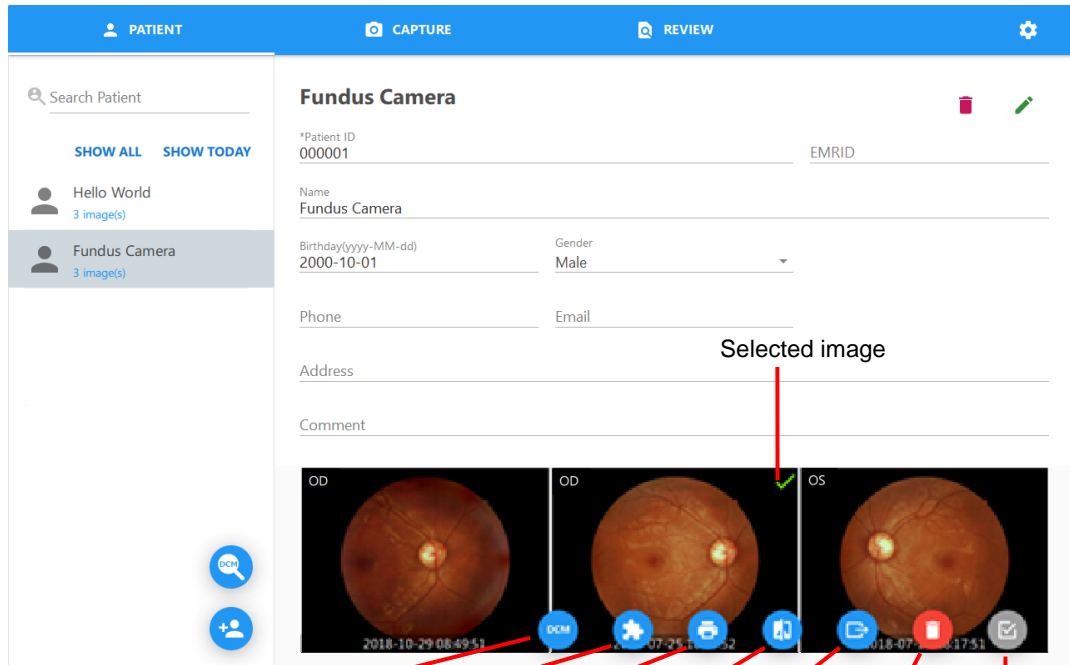 PATIENT
CAPTURE
REVIEW
Search Patient
SHOW ALL SHOW TODAY
Hello World
3 image(s)
Fundus Camera
3 image(s)
DCM
Fundus Camera
*Patient ID
000001
EMRID
Name
Fundus Camera
Birthday(yyyy-MM-dd)
2000-10-01
Gender
Male
Phone
Email
Selected image
Address
Comment
OD
OD
OS
2018-10-29 08:49:51
DCM